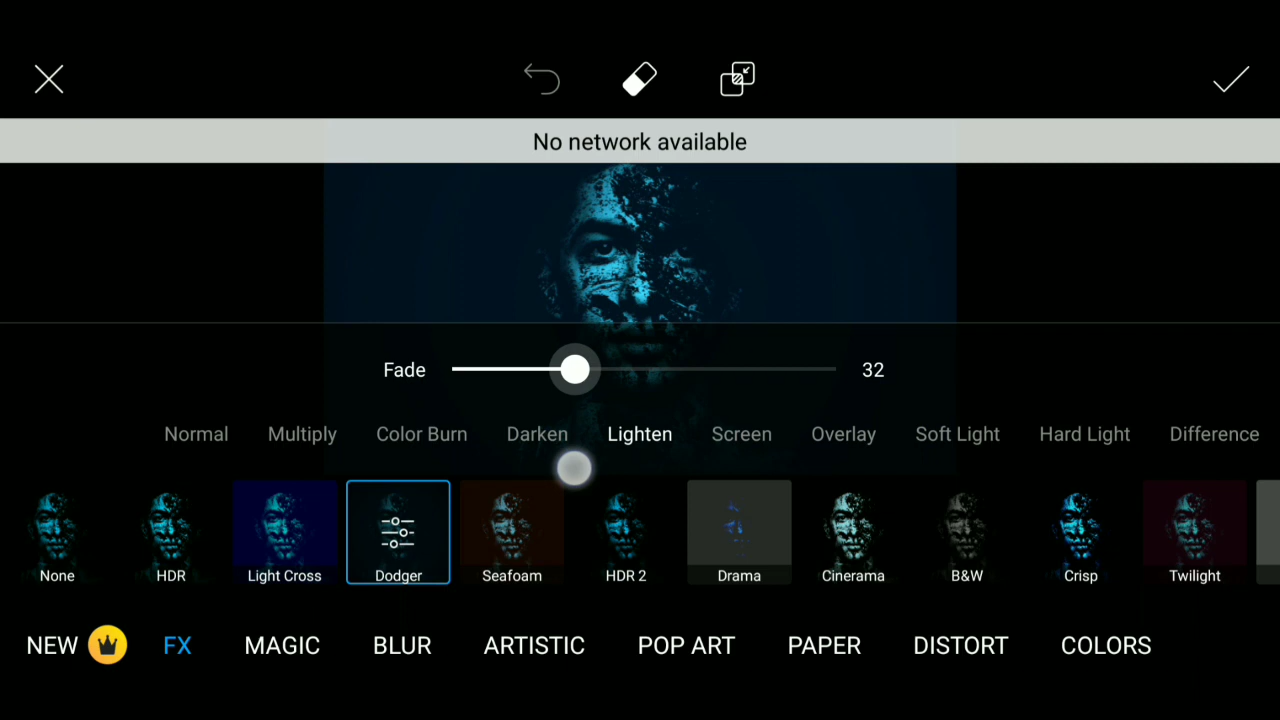 No network available
Fade 32
Normal Multiply Color Burn Darken Lighten Screen Overlay Soft Light Hard Light Difference
None HDR Light Cross Dodger Seafoam HDR 2 Drama Cinerama B&W Crisp Twilight
NEW FX MAGIC BLUR ARTISTIC POP ART PAPER DISTORT COLORS